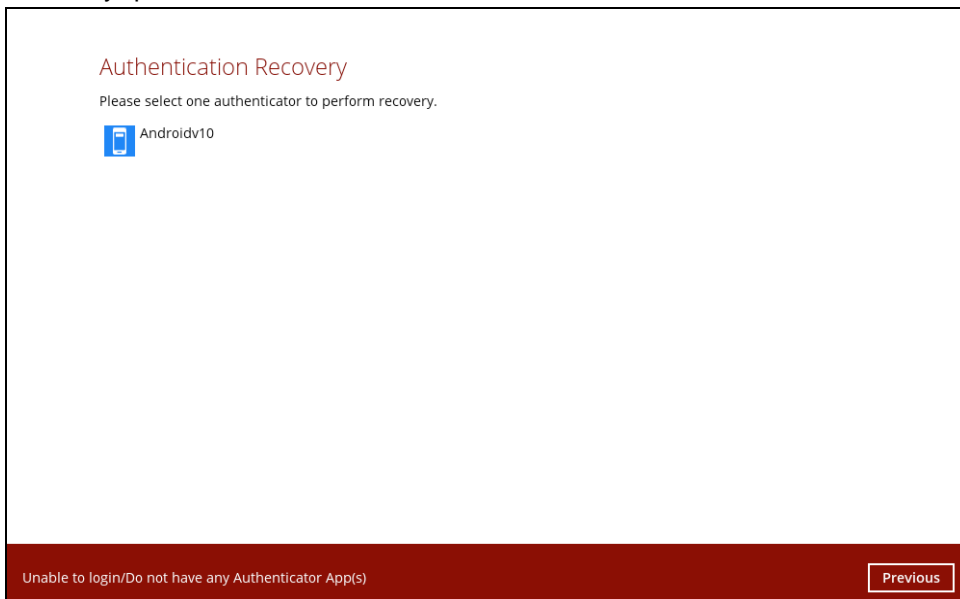 Authentication Recovery
Please select one authenticator to perform recovery.
Androidv10
Unable to login/Do not have any Authenticator App(s)
Previous